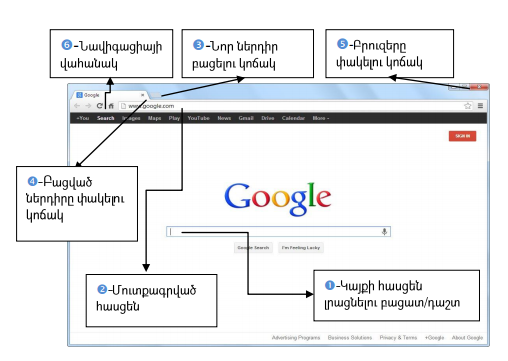 ❻-Նավիգացիայի
վահանակ
❸-Նոր ներդիր
բացելու կոճակ
❺-Բրուզերը
փակելու կոճակ
Google
www.google.com
+You Search Images Maps Play YouTube News Gmail Drive Calendar More
SIGN IN
❹-Բացված
ներդիրը փակելու
կոճակ
Google
Google Search I'm Feeling Lucky
❷-Մուտքագրված
հասցեն
❶-Կայքի հասցեն
լրացնելու բացատ/դաշտ
Advertising Programs Business Solutions Privacy & Terms +Google About Google